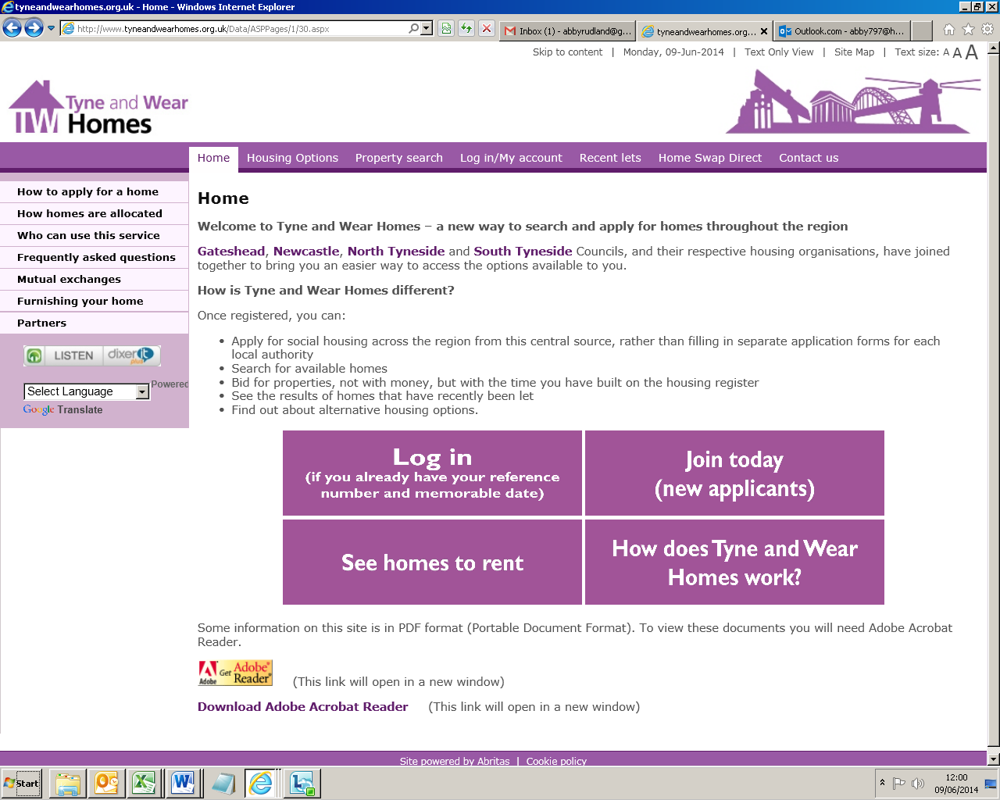 tyneandwearhomes.org.uk - Home - Windows Internet Explorer
http://www.tyneandwearhomes.org.uk/Data/ASPPages/1/30.aspx
Inbox (1) - abbyrudland@g...
tyneandwearhomes.org...
Outlook.com - abby797@h...
Skip to content | Monday, 09-Jun-2014 | Text Only View | Site Map | Text size: A A A
Tyne and Wear
TW Homes
Home Housing Options Property search Log in/My account Recent lets Home Swap Direct Contact us
How to apply for a home
How homes are allocated
Who can use this service
Frequently asked questions
Mutual exchanges
Furnishing your home
Partners
LISTEN dixerit plus
Select Language Powered
Google Translate
Home
Welcome to Tyne and Wear Homes – a new way to search and apply for homes throughout the region
Gateshead, Newcastle, North Tyneside and South Tyneside Councils, and their respective housing organisations, have joined
together to bring you an easier way to access the options available to you.
How is Tyne and Wear Homes different?
Once registered, you can:
• Apply for social housing across the region from this central source, rather than filling in separate application forms for each
local authority
• Search for available homes
• Bid for properties, not with money, but with the time you have built on the housing register
• See the results of homes that have recently been let
• Find out about alternative housing options.
Log in
(if you already have your reference
number and memorable date)
Join today
(new applicants)
See homes to rent
How does Tyne and Wear
Homes work?
Some information on this site is in PDF format (Portable Document Format). To view these documents you will need Adobe Acrobat
Reader.
Adobe Get Adobe Reader (This link will open in a new window)
Download Adobe Acrobat Reader (This link will open in a new window)
Site powered by Abritas | Cookie policy
Start
12:00
09/06/2014